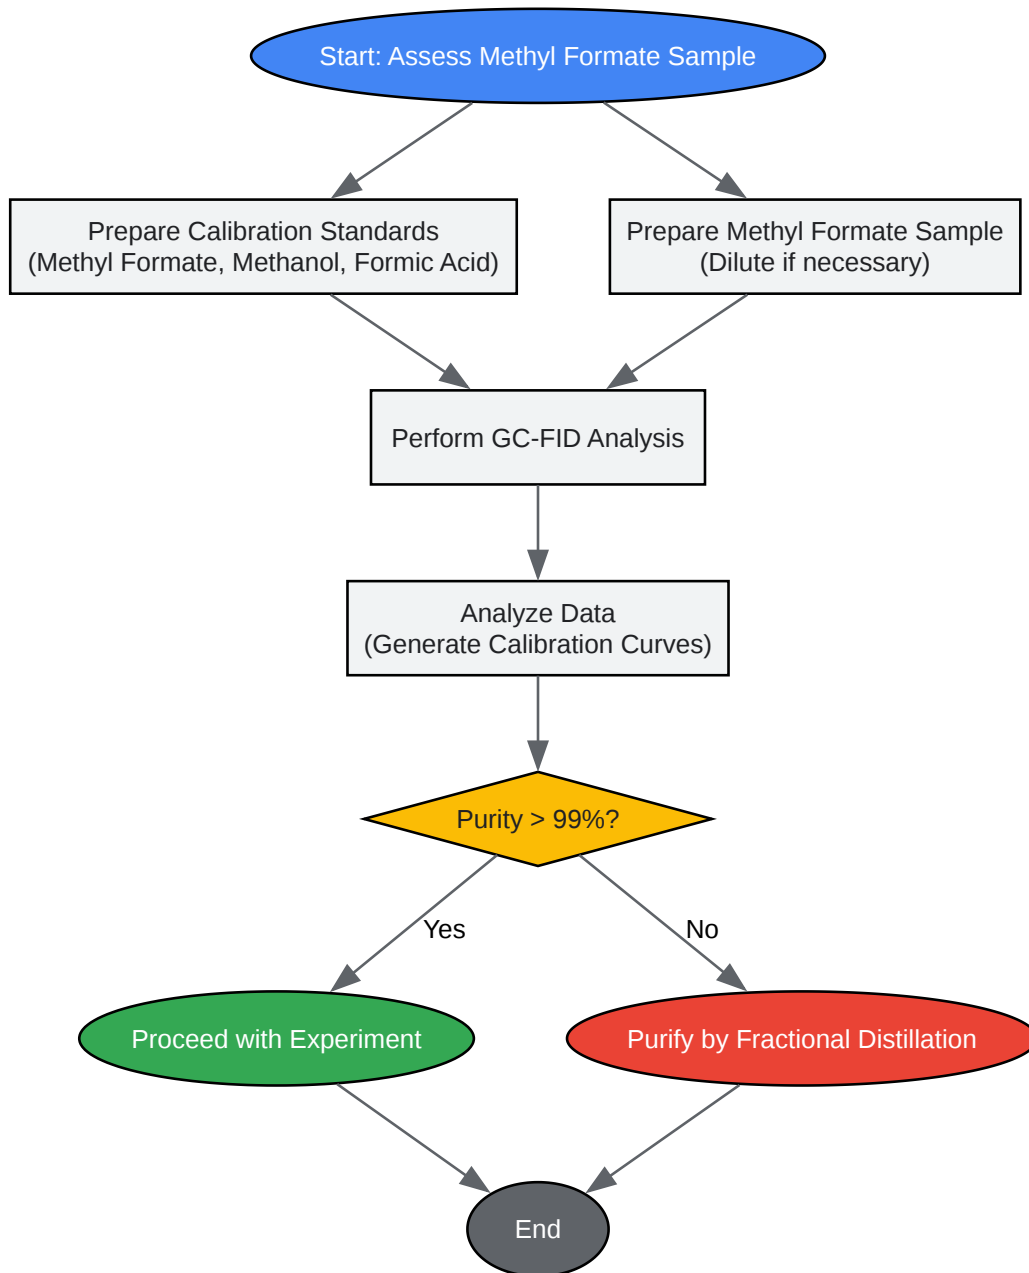 Start: Assess Methyl Formate Sample
Prepare Calibration Standards
(Methyl Formate, Methanol, Formic Acid)
Prepare Methyl Formate Sample
(Dilute if necessary)
Perform GC-FID Analysis
Analyze Data
(Generate Calibration Curves)
Purity > 99%?
Yes
No
Proceed with Experiment
Purify by Fractional Distillation
End